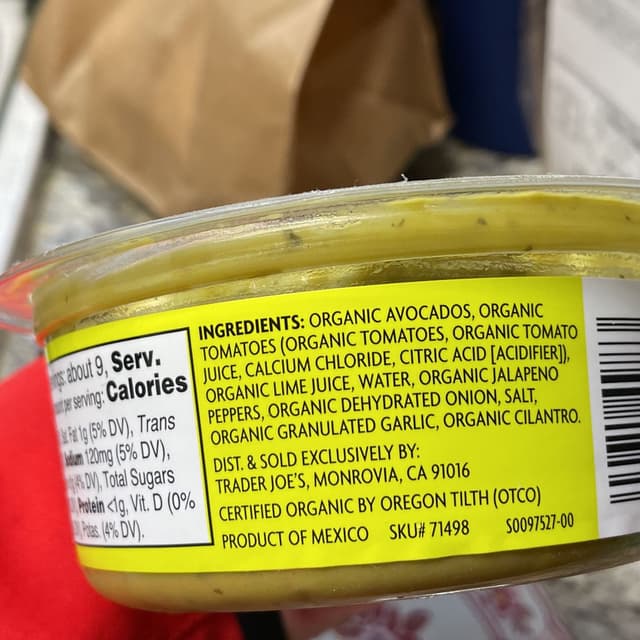 about 9, Serv.
per serving: Calories
Fat 1g (5% DV), Trans
120mg (5% DV),
DV), Total Sugars
Protein <1g, Vit. D (0%
Potas. (4% DV).
INGREDIENTS: ORGANIC AVOCADOS, ORGANIC
TOMATOES (ORGANIC TOMATOES, ORGANIC TOMATO
JUICE, CALCIUM CHLORIDE, CITRIC ACID [ACIDIFIER]),
ORGANIC LIME JUICE, WATER, ORGANIC JALAPENO
PEPPERS, ORGANIC DEHYDRATED ONION, SALT,
ORGANIC GRANULATED GARLIC, ORGANIC CILANTRO.
DIST. & SOLD EXCLUSIVELY BY:
TRADER JOE'S, MONROVIA, CA 91016
CERTIFIED ORGANIC BY OREGON TILTH (OTCO)
PRODUCT OF MEXICO SKU# 71498 S0097527-00